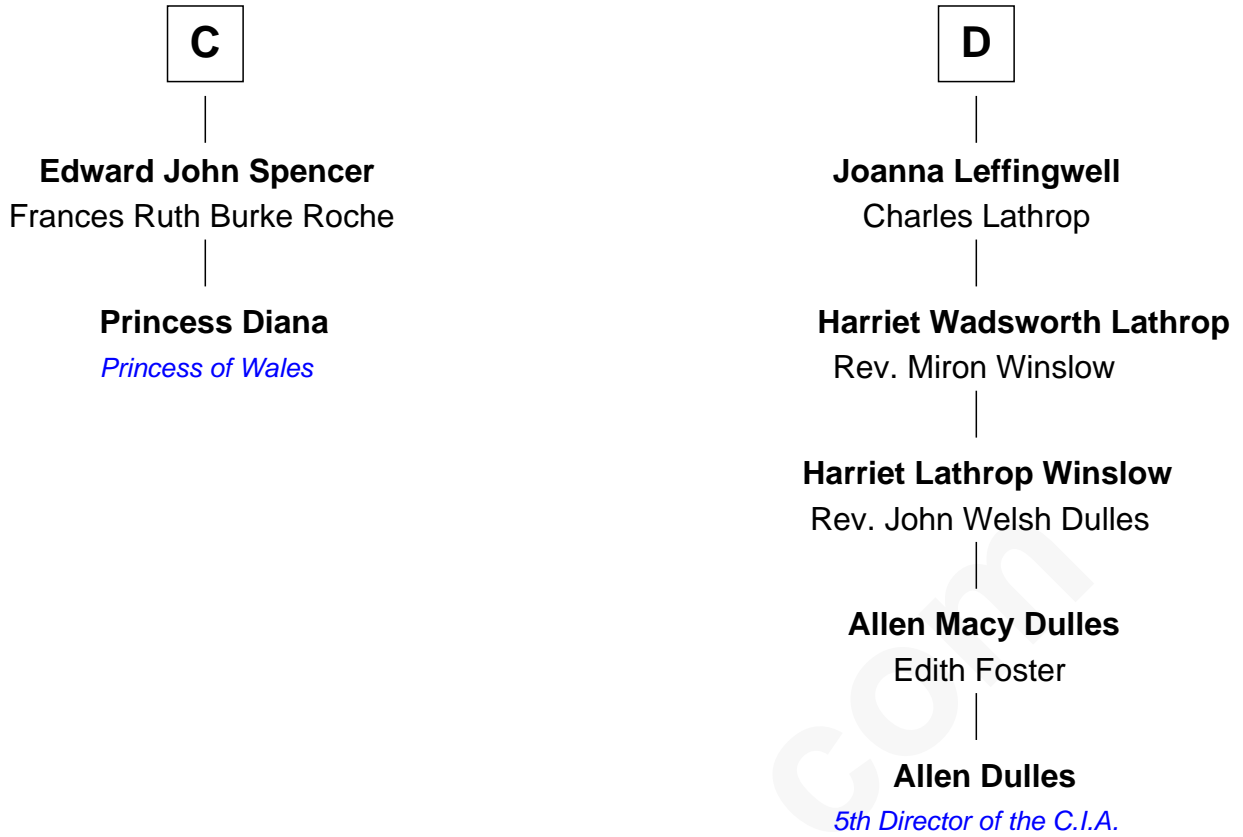 C
Edward John Spencer
Frances Ruth Burke Roche
Princess Diana
Princess of Wales
D
Joanna Leffingwell
Charles Lathrop
Harriet Wadsworth Lathrop
Rev. Miron Winslow
Harriet Lathrop Winslow
Rev. John Welsh Dulles
Allen Macy Dulles
Edith Foster
Allen Dulles
5th Director of the C.I.A.
com